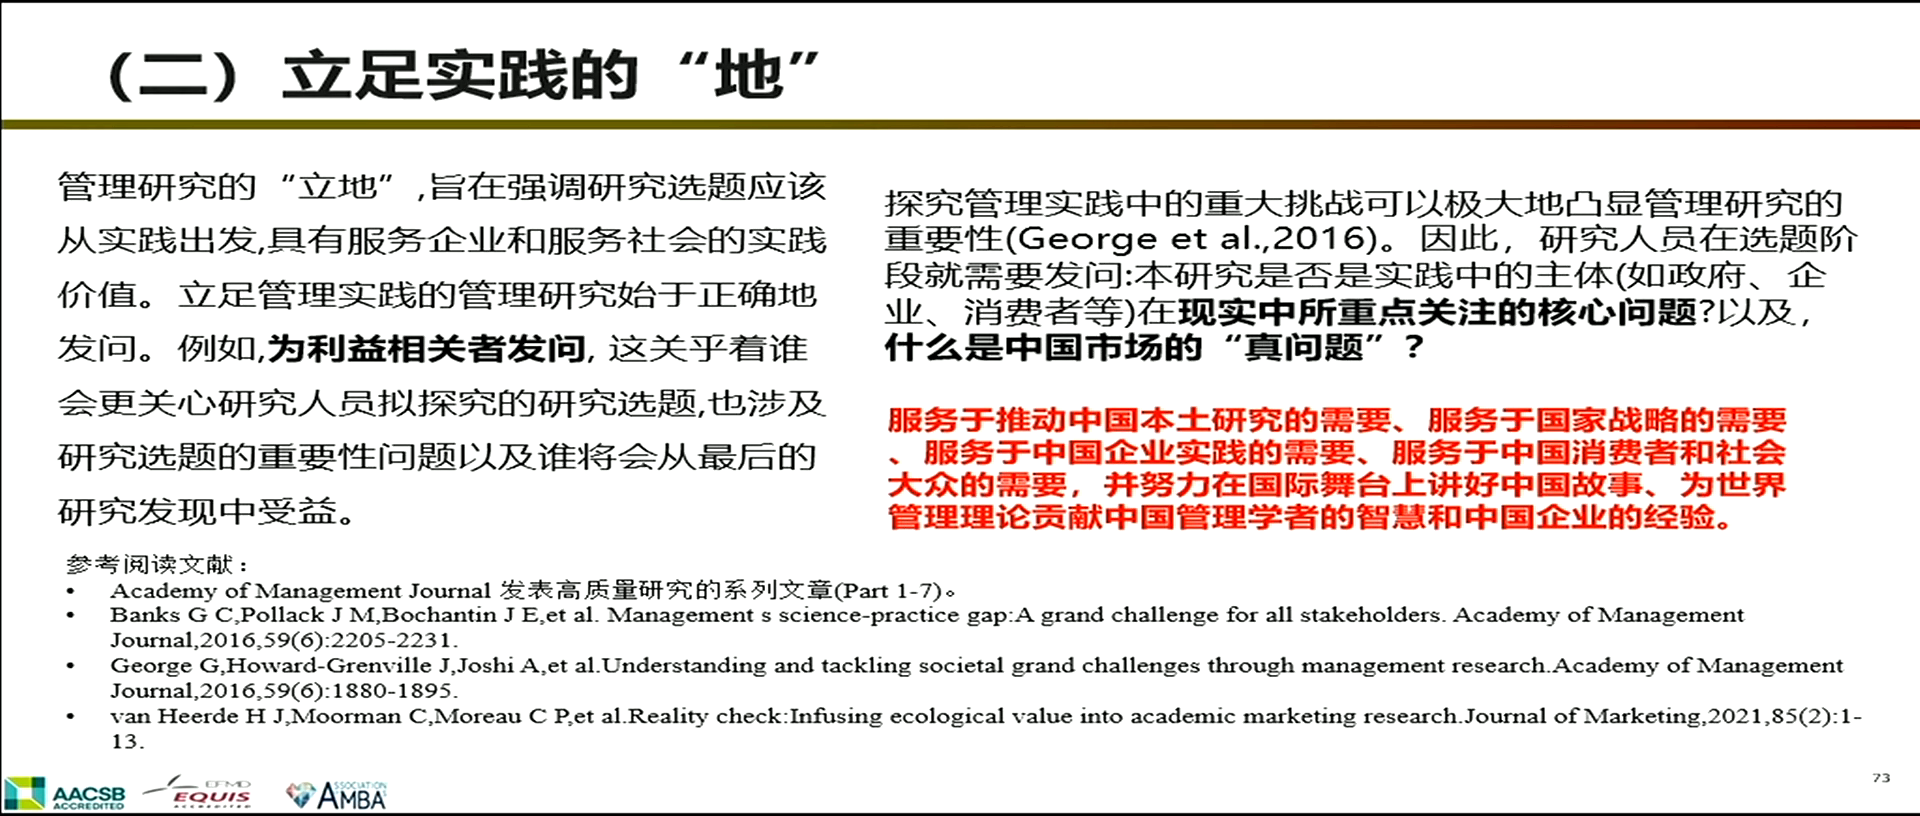 （二）立足实践的“地”
管理研究的“立地”,旨在强调研究选题应该
从实践出发,具有服务企业和服务社会的实践
价值。立足管理实践的管理研究始于正确地
发问。例如,为利益相关者发问, 这关乎着谁
会更关心研究人员拟探究的研究选题,也涉及
研究选题的重要性问题以及谁将会从最后的
研究发现中受益。
探究管理实践中的重大挑战可以极大地凸显管理研究的
重要性(George et al.,2016)。因此，研究人员在选题阶
段就需要发问:本研究是否是实践中的主体(如政府、企
业、消费者等)在现实中所重点关注的核心问题?以及，
什么是中国市场的“真问题”？
服务于推动中国本土研究的需要、服务于国家战略的需要
、服务于中国企业实践的需要、服务于中国消费者和社会
大众的需要，并努力在国际舞台上讲好中国故事、为世界
管理理论贡献中国管理学者的智慧和中国企业的经验。
参考阅读文献：
• Academy of Management Journal 发表高质量研究的系列文章(Part 1-7)。
• Banks G C,Pollack J M,Bochantin J E,et al. Management s science-practice gap:A grand challenge for all stakeholders. Academy of Management
Journal,2016,59(6):2205-2231.
• George G,Howard-Grenville J,Joshi A,et al.Understanding and tackling societal grand challenges through management research.Academy of Management
Journal,2016,59(6):1880-1895.
• van Heerde H J,Moorman C,Moreau C P,et al.Reality check:Infusing ecological value into academic marketing research.Journal of Marketing,2021,85(2):1-
13.
AACSB
ACCREDITED
EFMD
EQUIS
ACCREDITED
ASSOCIATION
AMBA
73